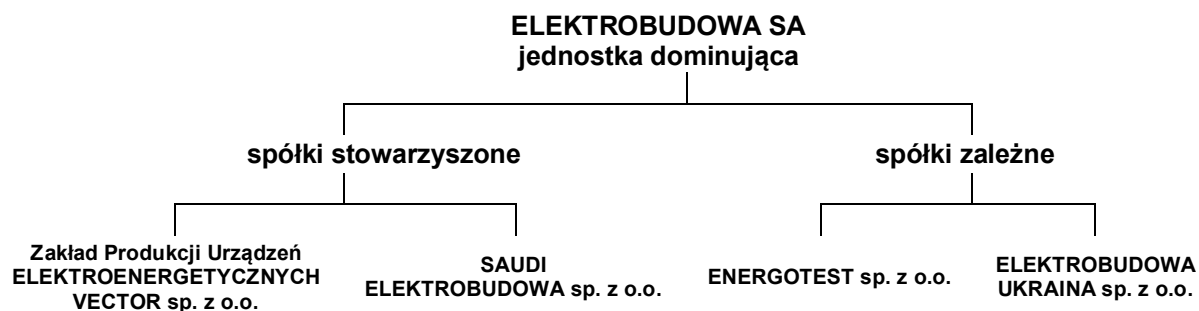 ELEKTROBUDOWA SA
jednostka dominująca
spółki stowarzyszone
spółki zależne
Zakład Produkcji Urządzeń
ELEKTROENERGETYCZNYCH
VECTOR sp. z o.o.
SAUDI
ELEKTROBUDOWA sp. z o.o.
ENERGOTEST sp. z o.o.
ELEKTROBUDOWA
UKRAINA sp. z o.o.